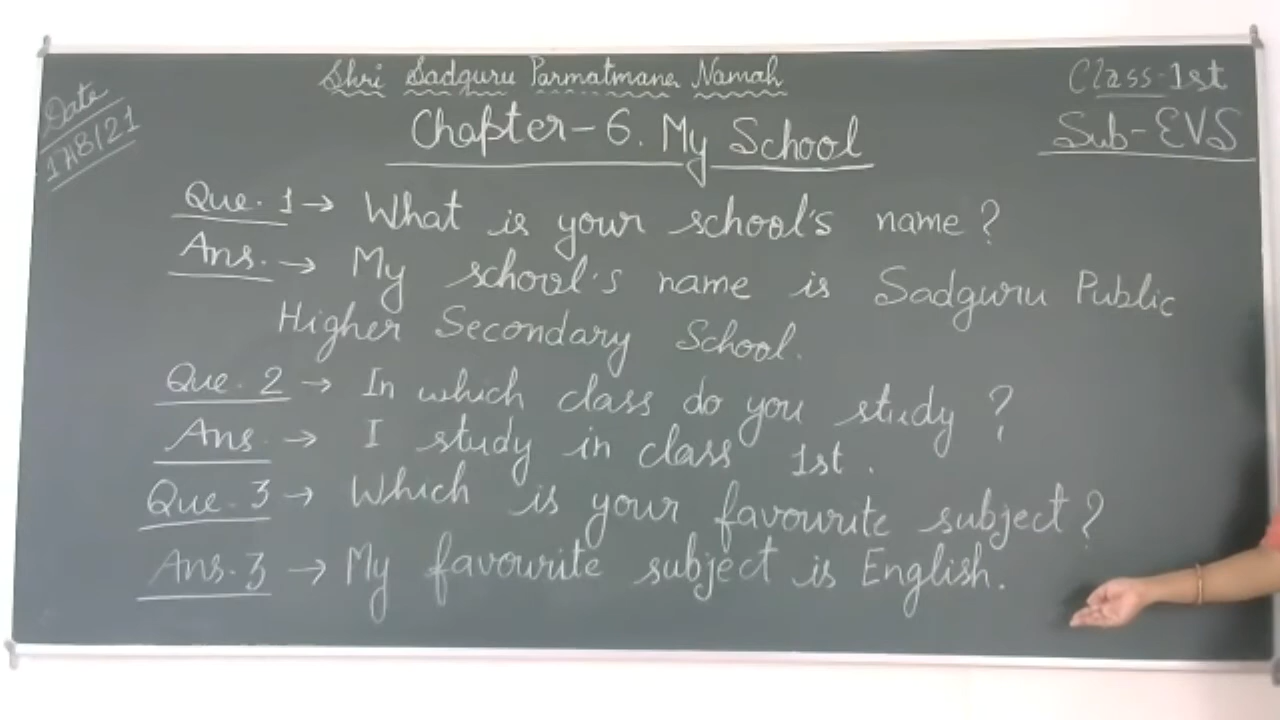 Shri Sadguru Parmatmane Namah
Date
17/8/21
Class-1st
Sub-EVS
Chapter-6. My School
Que. 1→ What is your school's name?
Ans. → My school's name is Sadguru Public
Higher Secondary School.
Que. 2 → In which class do you study?
Ans → I study in class 1st.
Que. 3 → Which is your favourite subject?
Ans. 3 → My favourite subject is English.